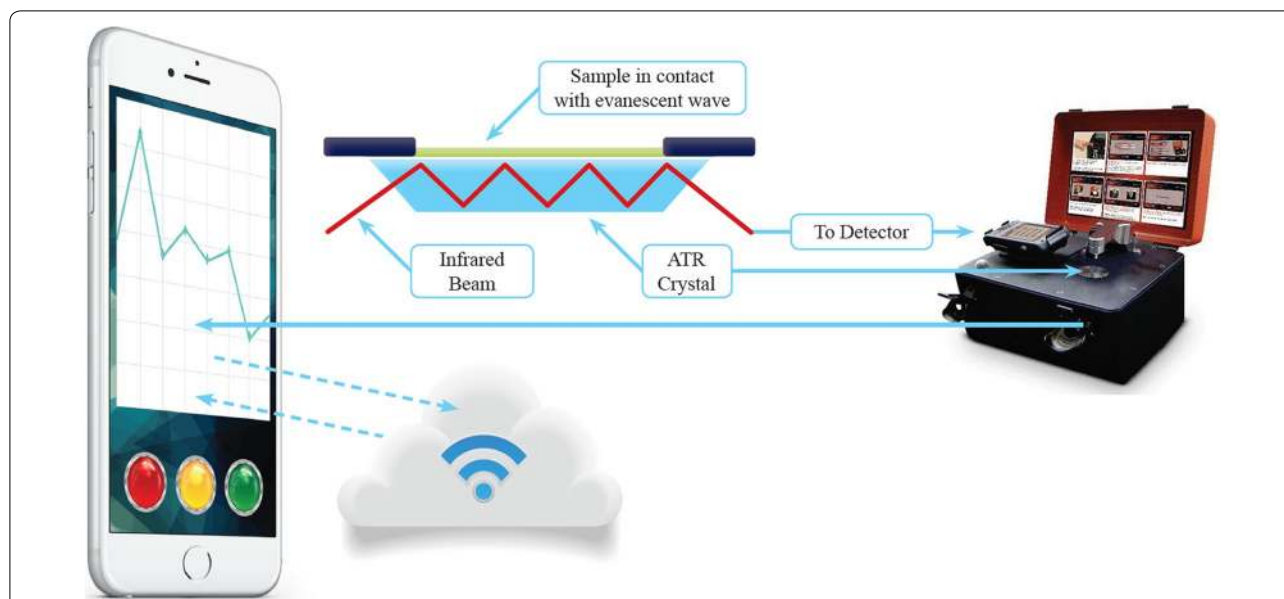 Sample in contact
with evanescent wave
Infrared
Beam
ATR
Crystal
To Detector